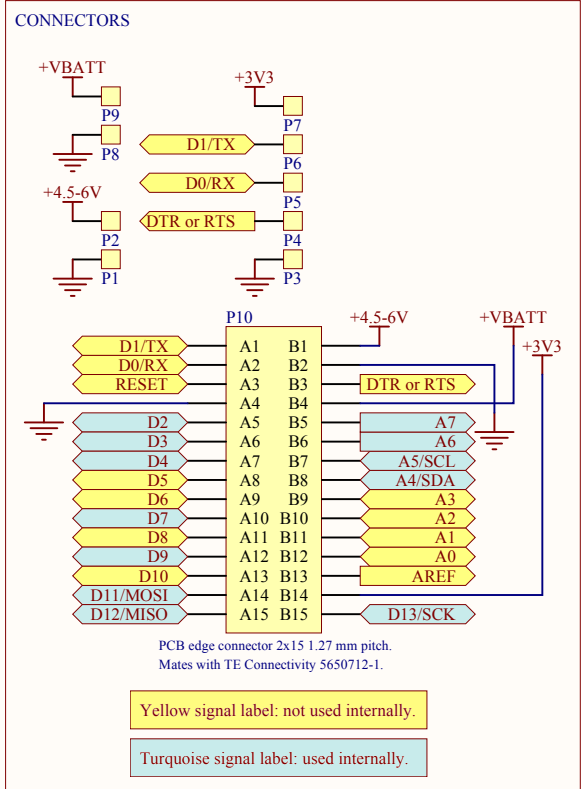 CONNECTORS
+VBATT
P9
P8
+4.5-6V
P2
P1
+3V3
P7
D1/TX
P6
D0/RX
P5
DTR or RTS
P4
P3
P10
+4.5-6V
+VBATT
+3V3
D1/TX A1 B1
D0/RX A2 B2
RESET A3 B3 DTR or RTS
A4 B4
D2 A5 B5 A7
D3 A6 B6 A6
D4 A7 B7 A5/SCL
D5 A8 B8 A4/SDA
D6 A9 B9 A3
D7 A10 B10 A2
D8 A11 B11 A1
D9 A12 B12 A0
D10 A13 B13 AREF
D11/MOSI A14 B14
D12/MISO A15 B15 D13/SCK
PCB edge connector 2x15 1.27 mm pitch.
Mates with TE Connectivity 5650712-1.
Yellow signal label: not used internally.
Turquoise signal label: used internally.